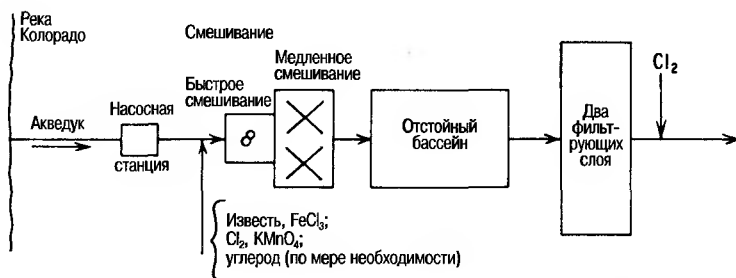 Река
Колорадо
Смешивание
Быстрое
смешивание
Медленное
смешивание
Cl₂
Акведук
Насосная
станция
8
Отстойный
бассейн
Два
фильт-
рующих
слоя
Известь, FeCl₃;
Cl₂, KMnO₄;
углерод (по мере необходимости)